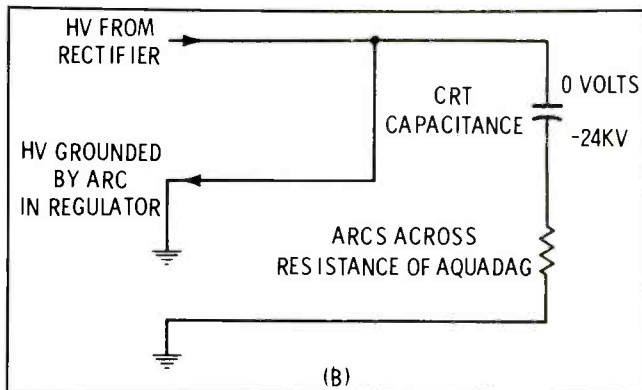 HV FROM
RECTIFIER
CRT
CAPACITANCE
0 VOLTS
-24KV
HV GROUNDED
BY ARC
IN REGULATOR
ARCS ACROSS
RESISTANCE OF AQUADAG
(B)